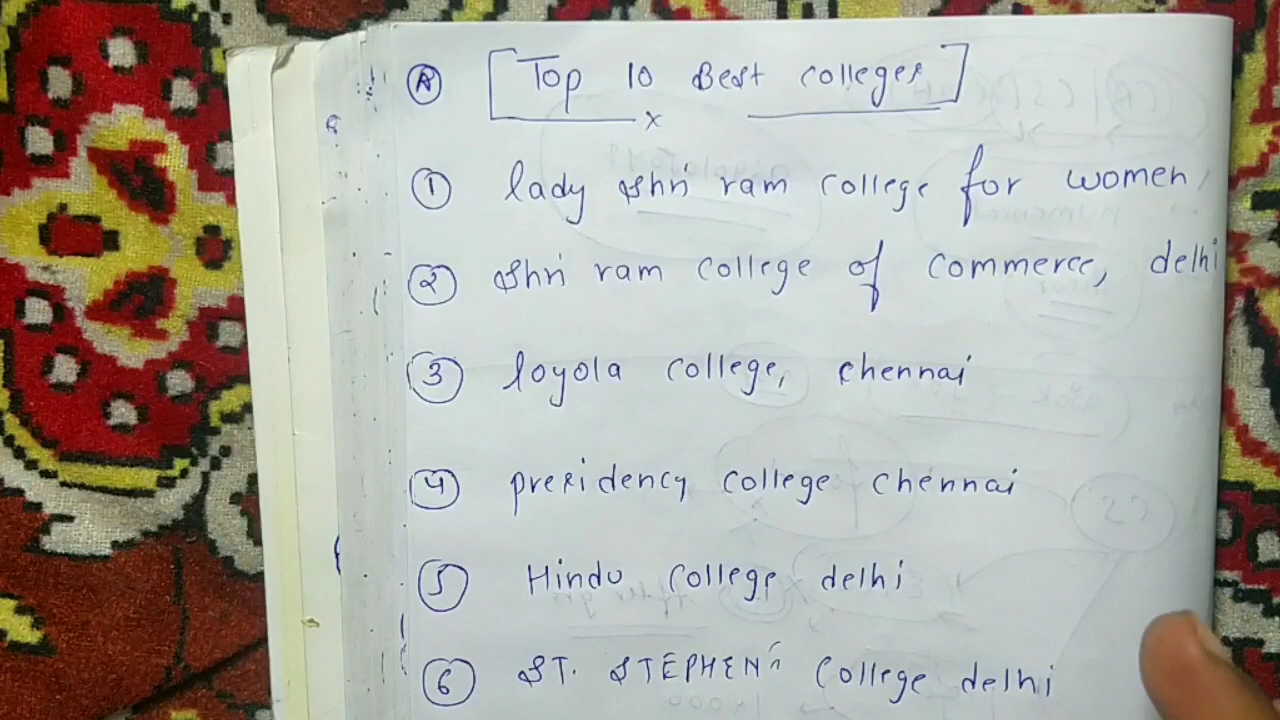 Ⓡ [Top 10 Best colleges]
x
① lady shri ram college for women,
② shri ram college of commerce, delhi
③ loyola college, chennai
④ presidency college chennai
⑤ Hindu college delhi
⑥ ST. STEPHEN's college delhi